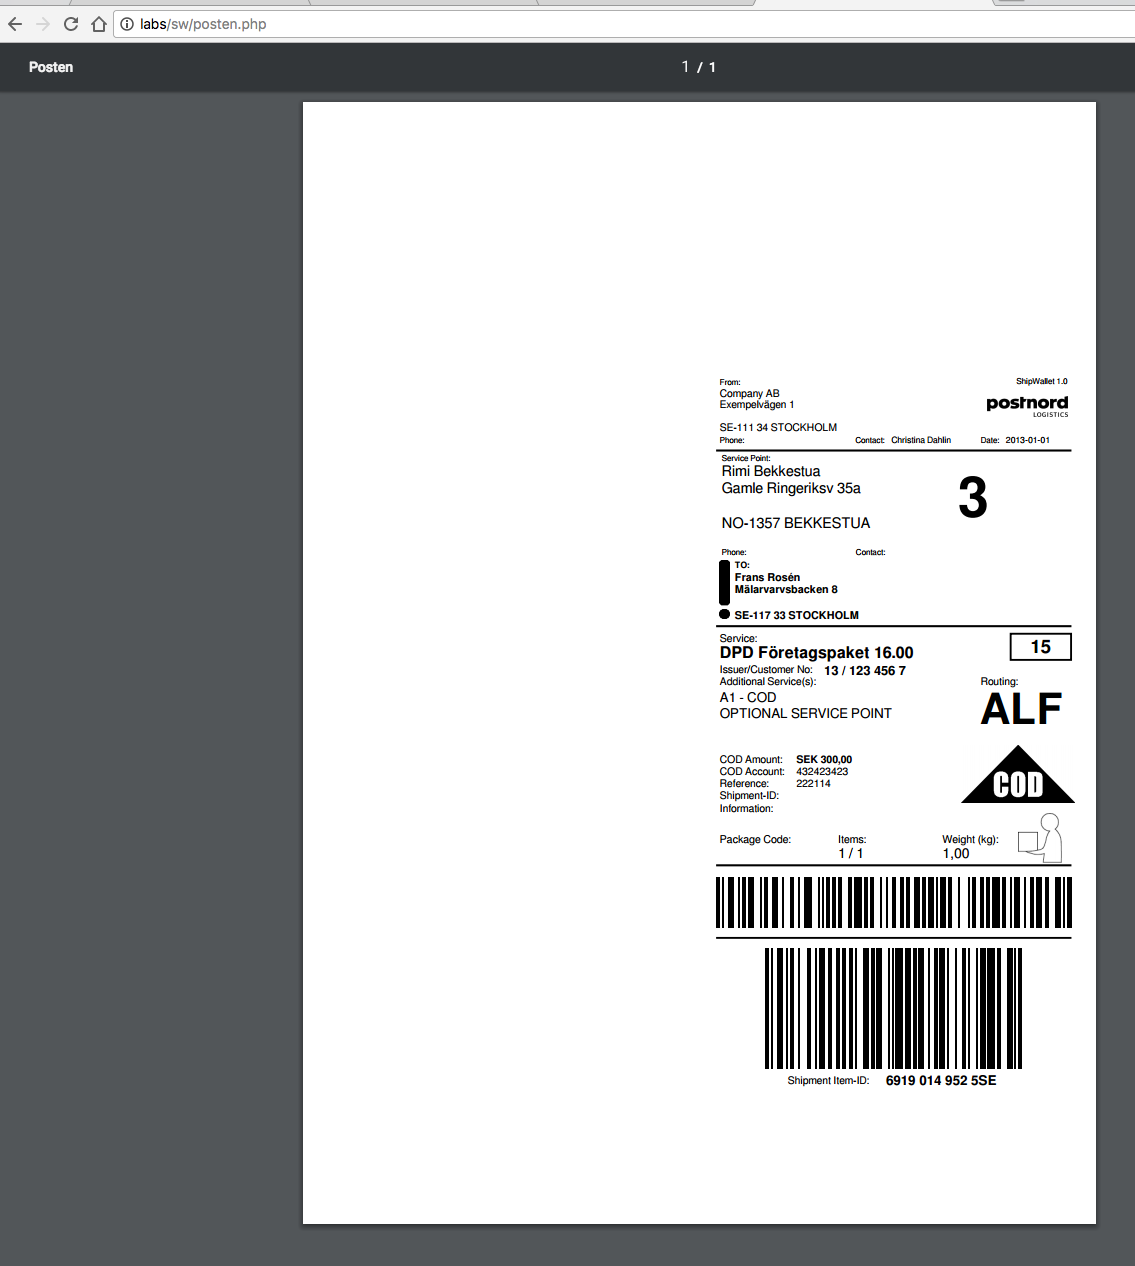 labs/sw/posten.php
Posten
1 / 1
From:
ShipWallet 1.0
Company AB
Exempelvägen 1
postnord
LOGISTICS
SE-111 34 STOCKHOLM
Phone: Contact: Christina Dahlin Date: 2013-01-01
Service Point:
Rimi Bekkestua
Gamle Ringeriksv 35a
3
NO-1357 BEKKESTUA
Phone: Contact:
TO:
Frans Rosén
Mälarvarvsbacken 8
SE-117 33 STOCKHOLM
Service:
DPD Företagspaket 16.00
15
Issuer/Customer No: 13 / 123 456 7
Additional Service(s):
Routing:
A1 - COD
OPTIONAL SERVICE POINT
ALF
COD Amount: SEK 300,00
COD Account: 432423423
Reference: 222114
Shipment-ID:
Information:
COD
Package Code: Items: Weight (kg):
1 / 1 1,00
Shipment Item-ID: 6919 014 952 5SE